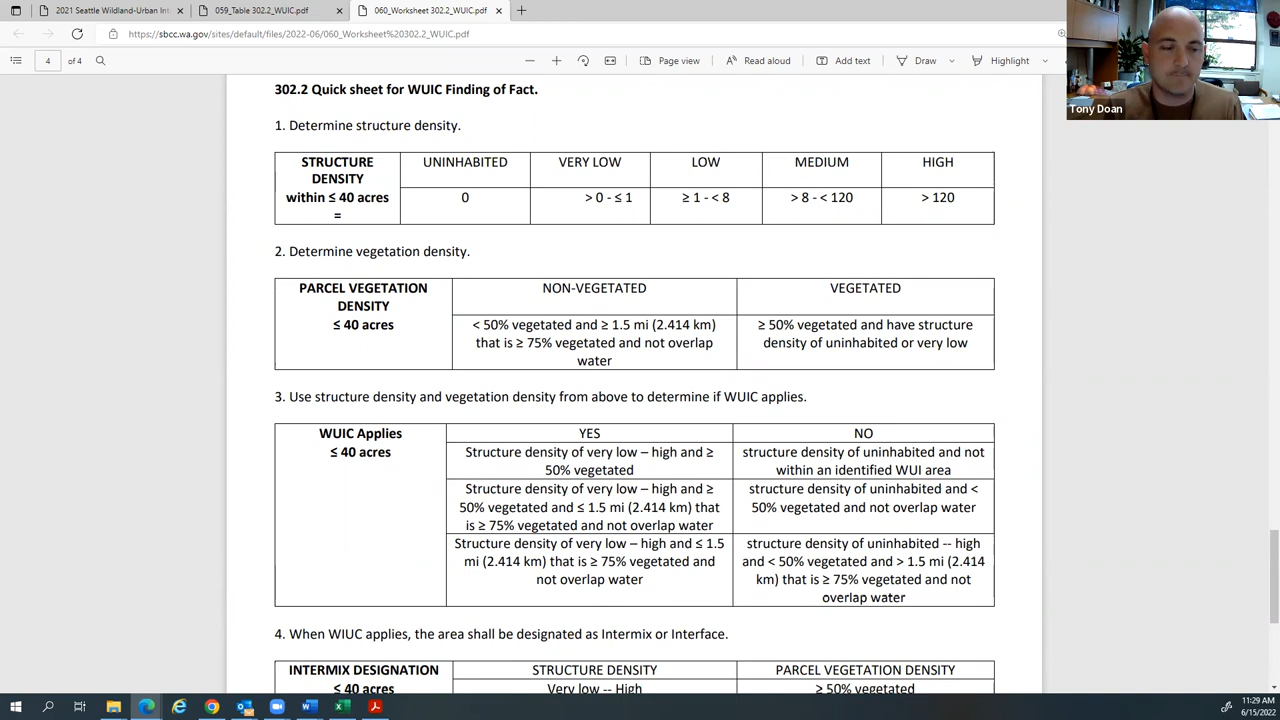 2021 Seattle Wildland-Urban Int
059_Table 302.2_WUIC.pdf
060_Worksheet 302.2_WUIC.pdf
https://sbcc.wa.gov/sites/default/files/2022-06/060_Worksheet%20302.2_WUIC.pdf
4 of 4
Page view
Read aloud
Add text
Draw
Highlight
Tony Doan
302.2 Quick sheet for WUIC Finding of Fact.
1. Determine structure density.
STRUCTURE DENSITY within ≤ 40 acres = 
UNINHABITED
VERY LOW
LOW
MEDIUM
HIGH
0
> 0 - ≤ 1
≥ 1 - < 8
> 8 - < 120
> 120
2. Determine vegetation density.
PARCEL VEGETATION
DENSITY
≤ 40 acres
NON-VEGETATED
VEGETATED
< 50% vegetated and ≥ 1.5 mi (2.414 km)
that is ≥ 75% vegetated and not overlap
water
≥ 50% vegetated and have structure
density of uninhabited or very low
3. Use structure density and vegetation density from above to determine if WUIC applies.
WUIC Applies
≤ 40 acres
YES
NO
Structure density of very low – high and ≥
50% vegetated
structure density of uninhabited and not
within an identified WUI area
Structure density of very low – high and ≥
50% vegetated and ≤ 1.5 mi (2.414 km) that
is ≥ 75% vegetated and not overlap water
structure density of uninhabited and <
50% vegetated and not overlap water
Structure density of very low – high and ≤ 1.5
mi (2.414 km) that is ≥ 75% vegetated and
not overlap water
structure density of uninhabited -- high
and < 50% vegetated and > 1.5 mi (2.414
km) that is ≥ 75% vegetated and not
overlap water
4. When WIUC applies, the area shall be designated as Intermix or Interface.
INTERMIX DESIGNATION
≤ 40 acres
STRUCTURE DENSITY
PARCEL VEGETATION DENSITY
Very low -- High
≥ 50% vegetated
11:29 AM
6/15/2022